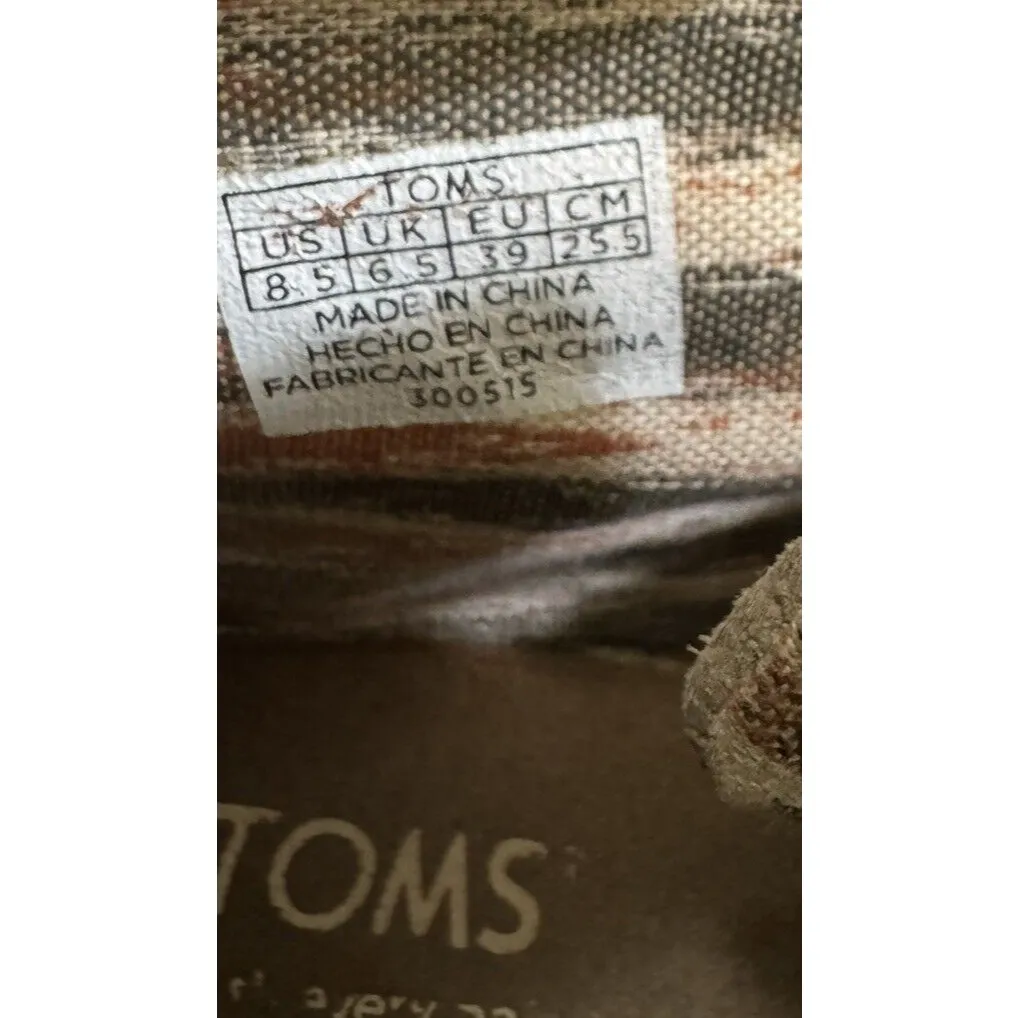 TOMS
US UK EU CM
8.5 6.5 39 25.5
MADE IN CHINA
HECHO EN CHINA
FABRICANTE EN CHINA
300515
TOMS